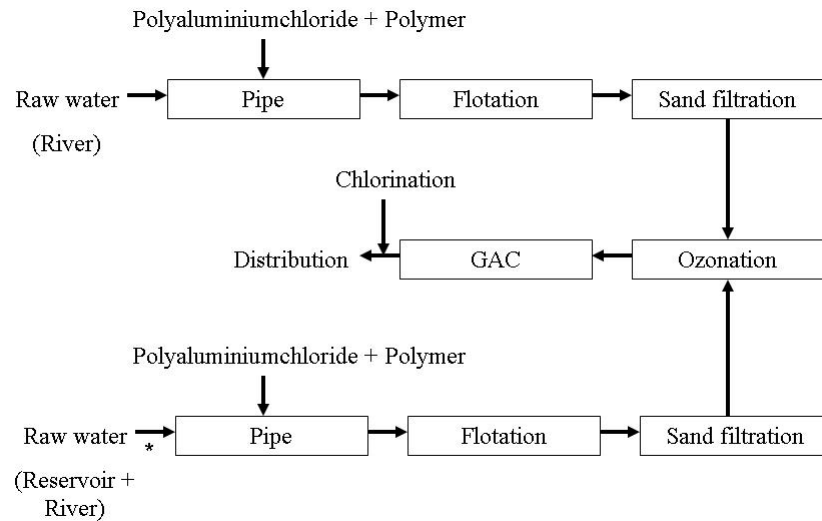 Polyaluminiumchloride + Polymer
Raw water
Pipe
Flotation
Sand filtration
(River)
Chlorination
Distribution
GAC
Ozonation
Polyaluminiumchloride + Polymer
Raw water
*
Pipe
Flotation
Sand filtration
(Reservoir +
River)